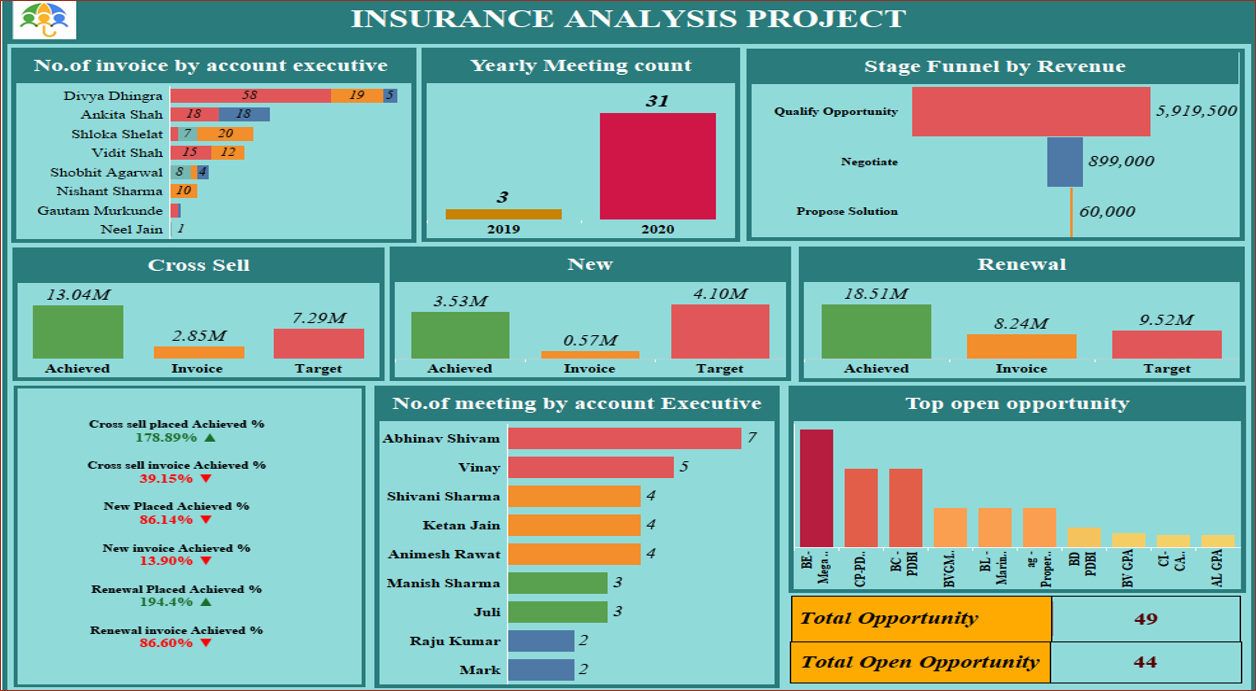 INSURANCE ANALYSIS PROJECT
No.of invoice by account executive
Divya Dhingra 58 19 5
Ankita Shah 18 18
Shloka Shelat 7 20
Vidit Shah 15 12
Shobhit Agarwal 8 4
Nishant Sharma 10
Gautam Murkunde
Neel Jain 1
Yearly Meeting count
3 31
2019 2020
Stage Funnel by Revenue
Qualify Opportunity 5,919,500
Negotiate 899,000
Propose Solution 60,000
Cross Sell
13.04M 2.85M 7.29M
Achieved Invoice Target
New
3.53M 0.57M 4.10M
Achieved Invoice Target
Renewal
18.51M 8.24M 9.52M
Achieved Invoice Target
Cross sell placed Achieved %
178.89% ▲
Cross sell invoice Achieved %
39.15% ▼
New Placed Achieved %
86.14% ▼
New invoice Achieved %
13.90% ▼
Renewal Placed Achieved %
194.4% ▲
Renewal invoice Achieved %
86.60% ▼
No.of meeting by account Executive
Abhinav Shivam 7
Vinay 5
Shivani Sharma 4
Ketan Jain 4
Animesh Rawat 4
Manish Sharma 3
Juli 3
Raju Kumar 2
Mark 2
Top open opportunity
BE-
Mega..
CP-PD..
BC -
PDBI
BVGM..
BL -
Marin..
ag -
Proper..
BD
PDBI
BV GPA
CI-
CA..
AL GPA
Total Opportunity 49
Total Open Opportunity 44